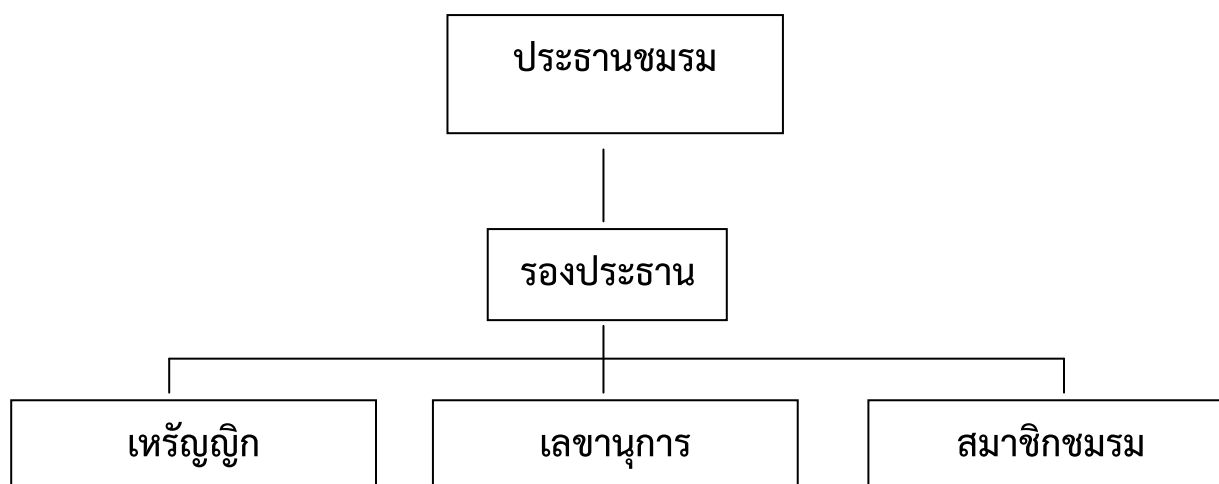 ประธานชมรม
รองประธาน
เหรัญญิก
เลขานุการ
สมาชิกชมรม